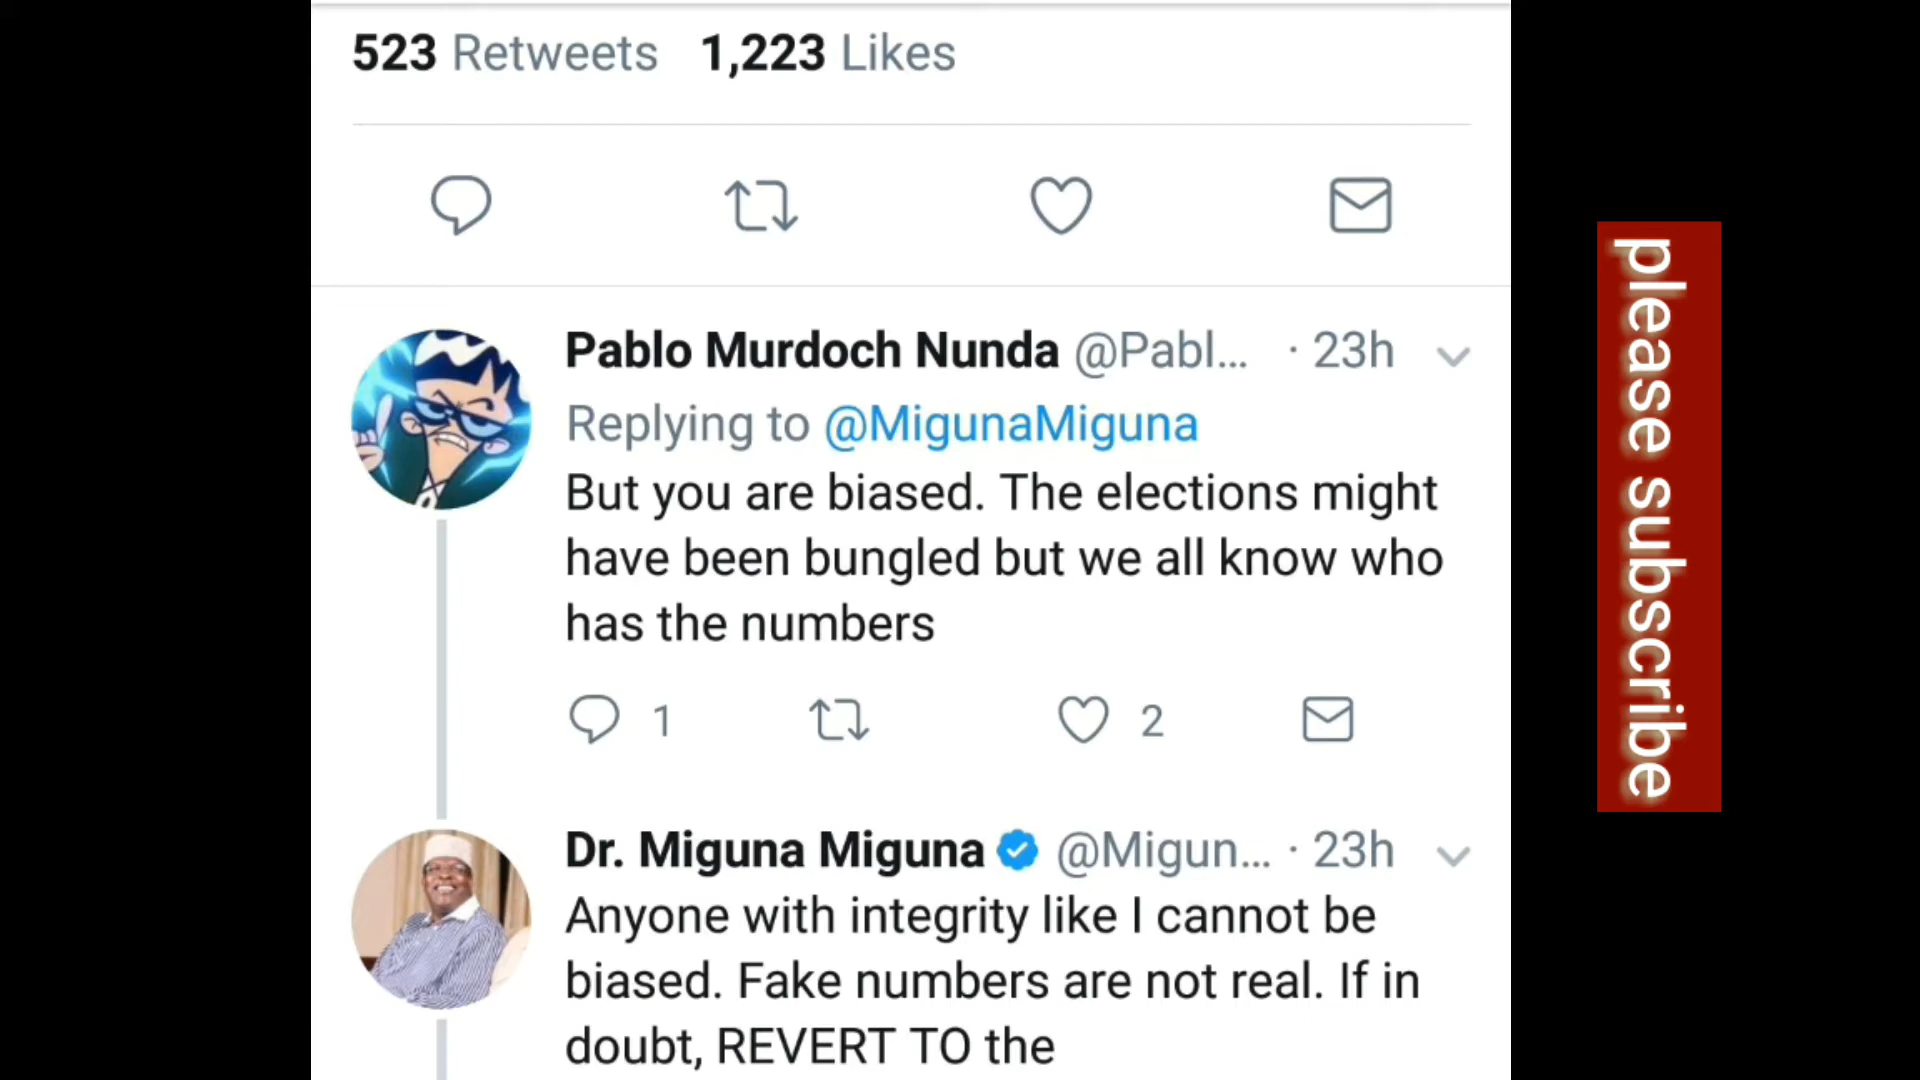 523 Retweets 1,223 Likes
Pablo Murdoch Nunda @Pabl... · 23h
Replying to @MigunaMiguna
But you are biased. The elections might
have been bungled but we all know who
has the numbers
1 2
Dr. Miguna Miguna @Migun... · 23h
Anyone with integrity like I cannot be
biased. Fake numbers are not real. If in
doubt, REVERT TO the
please subscribe